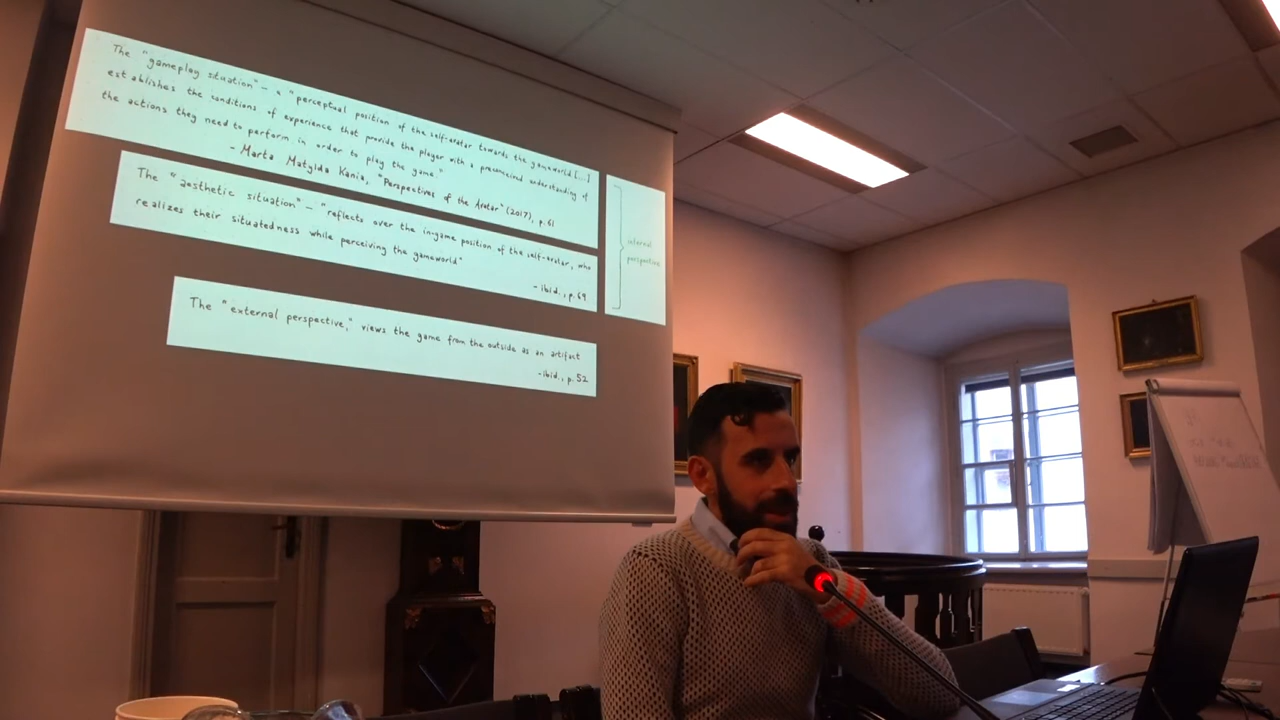 The "gameplay situation" – a "perceptual position of the self-avatar towards the gameworld [...]
establishes the conditions of experience that provide the player with a preconceived understanding of
the actions they need to perform in order to play the game."
- Marta Matylda Kania, "Perspectives of the Avatar" (2017), p. 61
The "aesthetic situation" – "reflects over the in-game position of the self-avatar, who
realizes their situatedness while perceiving the gameworld"
- ibid., p. 69
internal
perspective
The "external perspective," views the game from the outside as an artifact
-ibid., p. 52